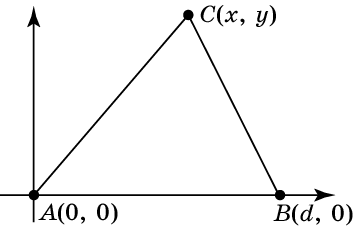 C(x, y)
A(0, 0)
B(d, 0)